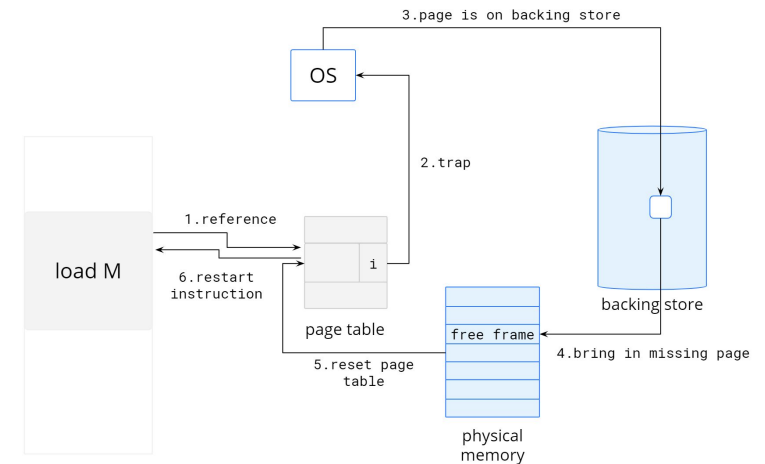 3.page is on backing store
OS
2.trap
1.reference
load M
i
6.restart
instruction
page table
backing store
free frame
4.bring in missing page
5.reset page
table
physical
memory